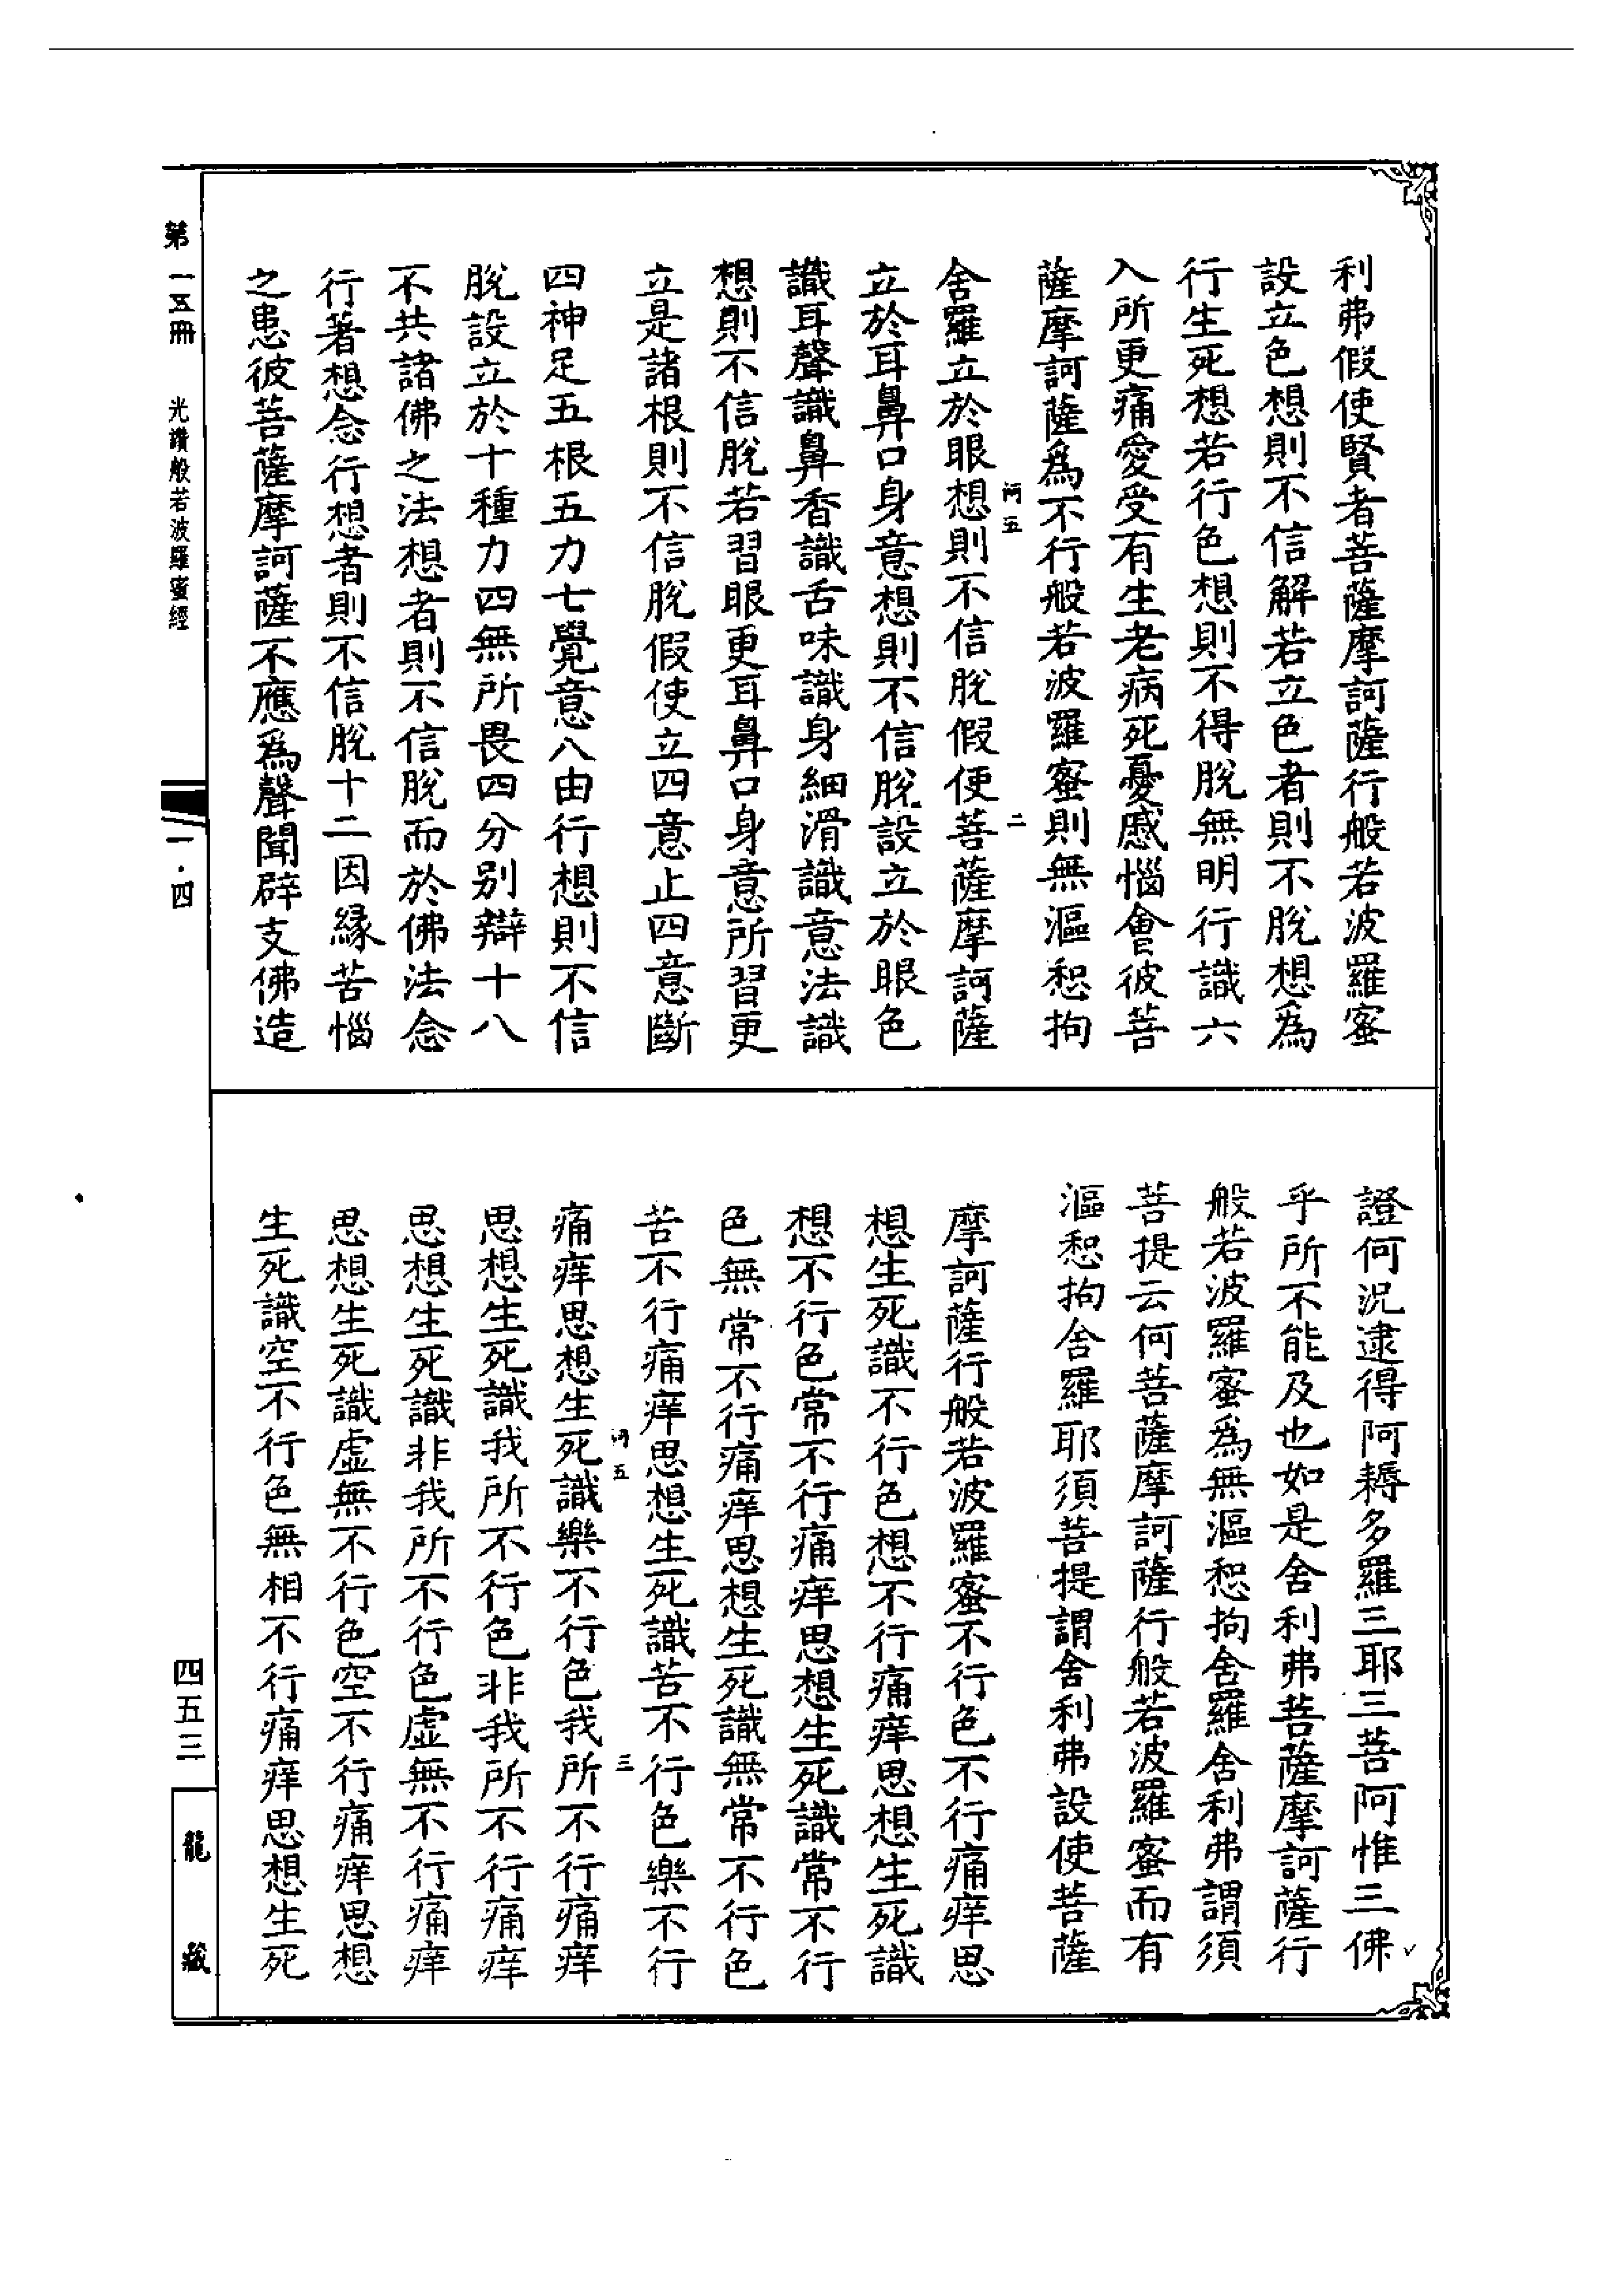 利弗假使賢者菩薩摩訶薩行般若波羅蜜
設立色想則不信解若立色者則不脫想為
行生死想若行色想則不得脫無明行識六
入所更痛愛受有生老病死憂慼惱會彼菩
薩摩訶薩為不行般若波羅蜜則無漚惒拘
河五
二
舍羅立於眼想則不信脫假使菩薩摩訶薩
立於耳鼻口身意想則不信脫設立於眼色
識耳聲識鼻香識舌味識身細滑識意法識
想則不信脫若習眼更耳鼻口身意所習更
立是諸根則不信脫假使立四意止四意斷
四神足五根五力七覺意八由行想則不信
脫設立於十種力四無所畏四分別辯十八
不共諸佛之法想者則不信脫而於佛法念
行著想念行想者則不信脫十二因緣苦惱
之患彼菩薩摩訶薩不應為聲聞辟支佛造
證何況逮得阿耨多羅三耶三菩阿惟三佛
乎所不能及也如是舍利弗菩薩摩訶薩行
般若波羅蜜為無漚惒拘舍羅舍利弗謂須
菩提云何菩薩摩訶薩行般若波羅蜜而有
漚惒拘舍羅耶須菩提謂舍利弗設使菩薩
摩訶薩行般若波羅蜜不行色不行痛痒思
想生死識不行色想不行痛痒思想生死識
想不行色常不行痛痒思想生死識常不行
色無常不行痛痒思想生死識無常不行色
苦不行痛痒思想生死識苦不行色樂不行
河五
三
痛痒思想生死識樂不行色我所不行痛痒
思想生死識我所不行色非我所不行痛痒
思想生死識非我所不行色虛無不行痛痒
思想生死識虛無不行色空不行痛痒思想
生死識空不行色無相不行痛痒思想生死
第一五冊 光讚般若波羅蜜經
一·四
四五三
龍藏